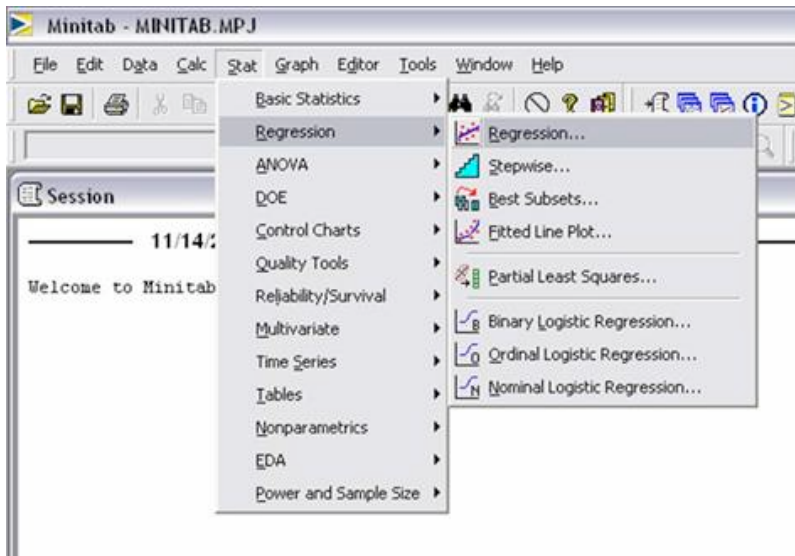 Minitab - MINITAB.MPJ
File Edit Data Calc Stat Graph Editor Tools Window Help
Basic Statistics
Regression
ANOVA
DOE
Control Charts
Quality Tools
Reliability/Survival
Multivariate
Time Series
Tables
Nonparametrics
EDA
Power and Sample Size
Regression...
Stepwise...
Best Subsets...
Fitted Line Plot...
Partial Least Squares...
Binary Logistic Regression...
Ordinal Logistic Regression...
Nominal Logistic Regression...
Session
11/14/2
Welcome to Minitab